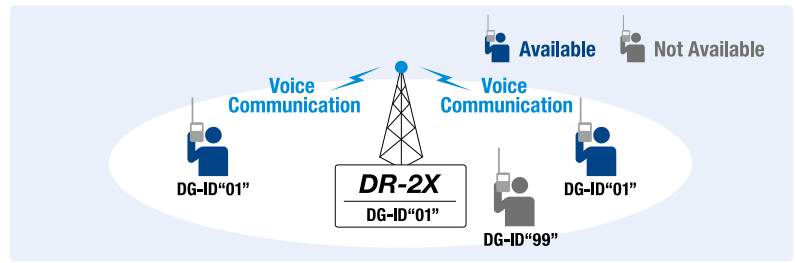 Available
Not Available
Voice
Communication
Voice
Communication
DG-ID“01”
DR-2X
DG-ID“01”
DG-ID“01”
DG-ID“99”